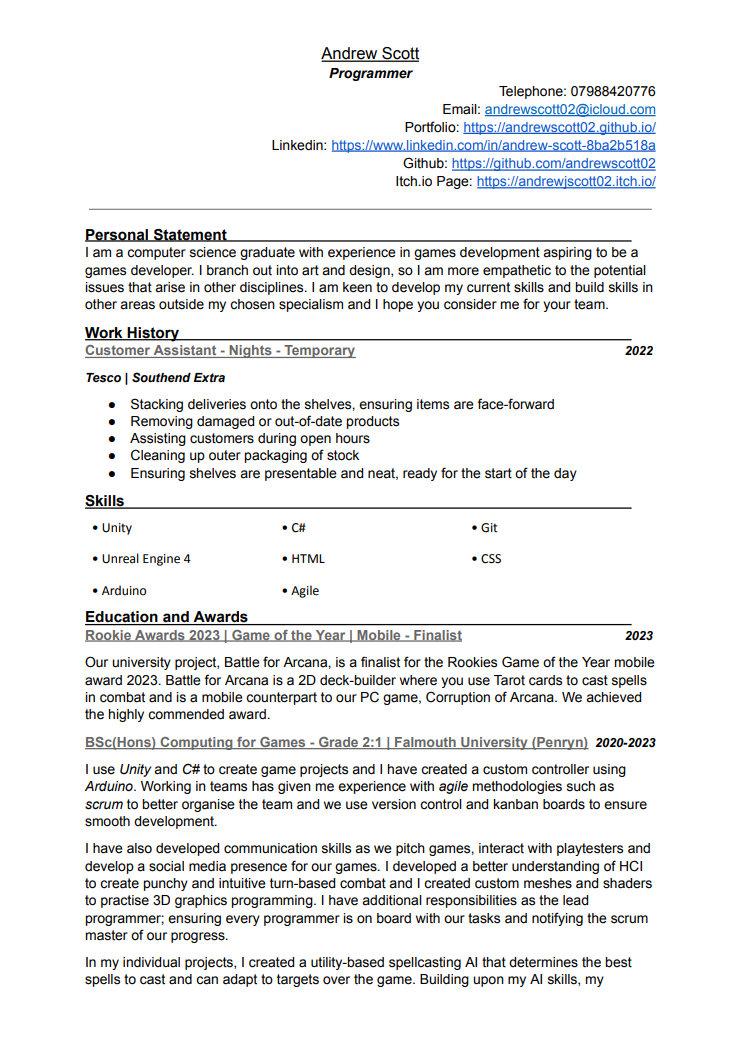 Andrew Scott
Programmer
Telephone: 07988420776
Email: andrewscott02@icloud.com
Portfolio: https://andrewscott02.github.io/
Linkedin: https://www.linkedin.com/in/andrew-scott-8ba2b518a
Github: https://github.com/andrewscott02
Itch.io Page: https://andrewjscott02.itch.io/
Personal Statement
I am a computer science graduate with experience in games development aspiring to be a
games developer. I branch out into art and design, so I am more empathetic to the potential
issues that arise in other disciplines. I am keen to develop my current skills and build skills in
other areas outside my chosen specialism and I hope you consider me for your team.
Work History
Customer Assistant - Nights - Temporary 2022
Tesco | Southend Extra
● Stacking deliveries onto the shelves, ensuring items are face-forward
● Removing damaged or out-of-date products
● Assisting customers during open hours
● Cleaning up outer packaging of stock
● Ensuring shelves are presentable and neat, ready for the start of the day
Skills
• Unity • C# • Git
• Unreal Engine 4 • HTML • CSS
• Arduino • Agile
Education and Awards
Rookie Awards 2023 | Game of the Year | Mobile - Finalist 2023
Our university project, Battle for Arcana, is a finalist for the Rookies Game of the Year mobile
award 2023. Battle for Arcana is a 2D deck-builder where you use Tarot cards to cast spells
in combat and is a mobile counterpart to our PC game, Corruption of Arcana. We achieved
the highly commended award.
BSc(Hons) Computing for Games - Grade 2:1 | Falmouth University (Penryn) 2020-2023
I use Unity and C# to create game projects and I have created a custom controller using
Arduino. Working in teams has given me experience with agile methodologies such as
scrum to better organise the team and we use version control and kanban boards to ensure
smooth development.
I have also developed communication skills as we pitch games, interact with playtesters and
develop a social media presence for our games. I developed a better understanding of HCI
to create punchy and intuitive turn-based combat and I created custom meshes and shaders
to practise 3D graphics programming. I have additional responsibilities as the lead
programmer; ensuring every programmer is on board with our tasks and notifying the scrum
master of our progress.
In my individual projects, I created a utility-based spellcasting AI that determines the best
spells to cast and can adapt to targets over the game. Building upon my AI skills, my